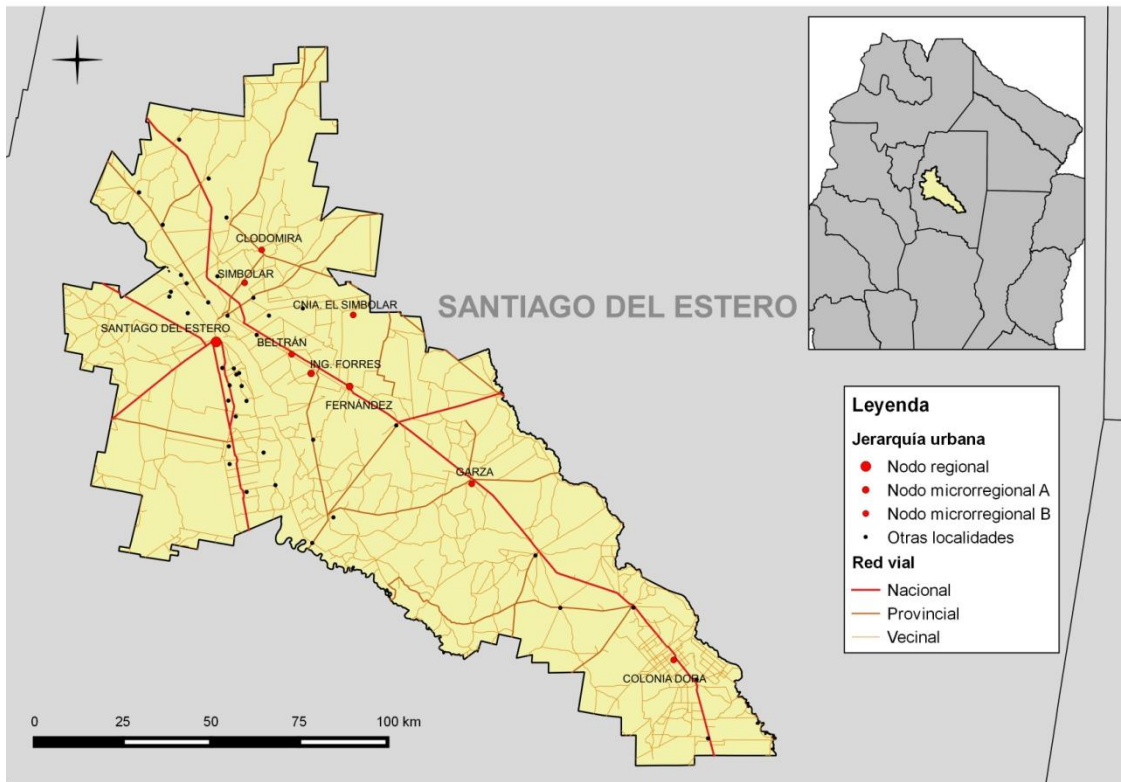 CLODOMIRA
SIMBOLAR
CNIA. EL SIMBOLAR
SANTIAGO DEL ESTERO
SANTIAGO DEL ESTERO
BELTRÁN
ING. FORRES
FERNÁNDEZ
GARZA
COLONIA DORA
Leyenda
Jerarquía urbana
Nodo regional
Nodo microrregional A
Nodo microrregional B
Otras localidades
Red vial
Nacional
Provincial
Vecinal
0 25 50 75 100 km